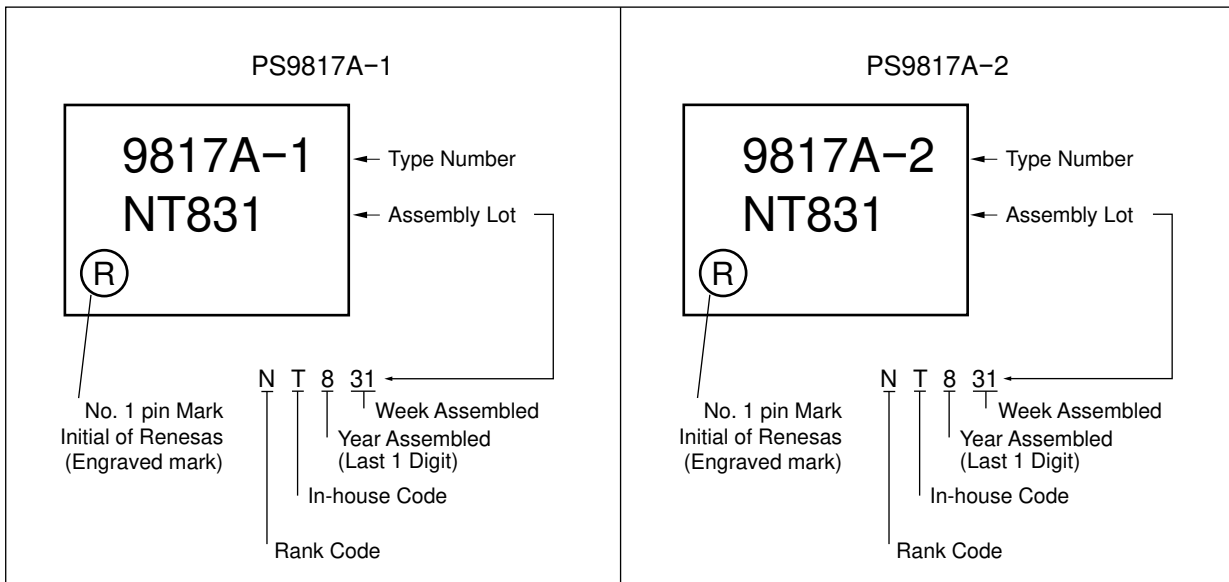 PS9817A−1
9817A−1
Type Number
NT831
Assembly Lot
R
N T 8 31
No. 1 pin Mark
Initial of Renesas
(Engraved mark)
Week Assembled
Year Assembled
(Last 1 Digit)
In-house Code
Rank Code
PS9817A−2
9817A−2
Type Number
NT831
Assembly Lot
R
N T 8 31
No. 1 pin Mark
Initial of Renesas
(Engraved mark)
Week Assembled
Year Assembled
(Last 1 Digit)
In-house Code
Rank Code